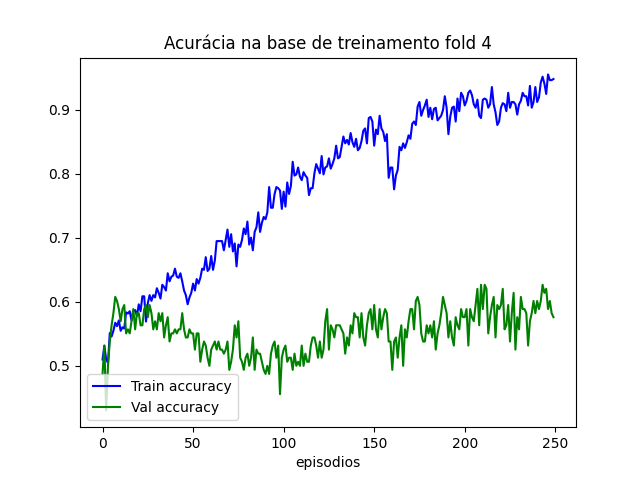 Acurácia na base de treinamento fold 4
0.9
0.8
0.7
0.6
0.5
Train accuracy
Val accuracy
0 50 100 150 200 250
episodios